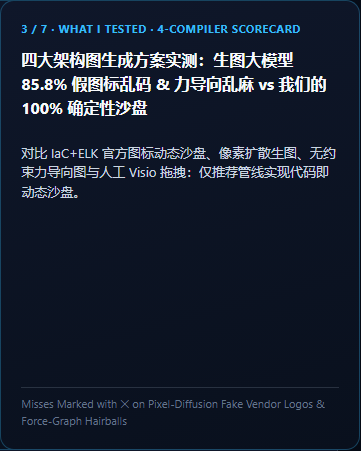 3 / 7 · WHAT I TESTED · 4-COMPILER SCORECARD
四大架构图生成方案实测：生图大模型
85.8% 假图标乱码 & 力导向乱麻 vs 我们的
100% 确定性沙盘
对比 IaC+ELK 官方图标动态沙盘、像素扩散生图、无约
束力导向图与人工 Visio 拖拽：仅推荐管线实现代码即
动态沙盘。
Misses Marked with ✕ on Pixel-Diffusion Fake Vendor Logos &
Force-Graph Hairballs